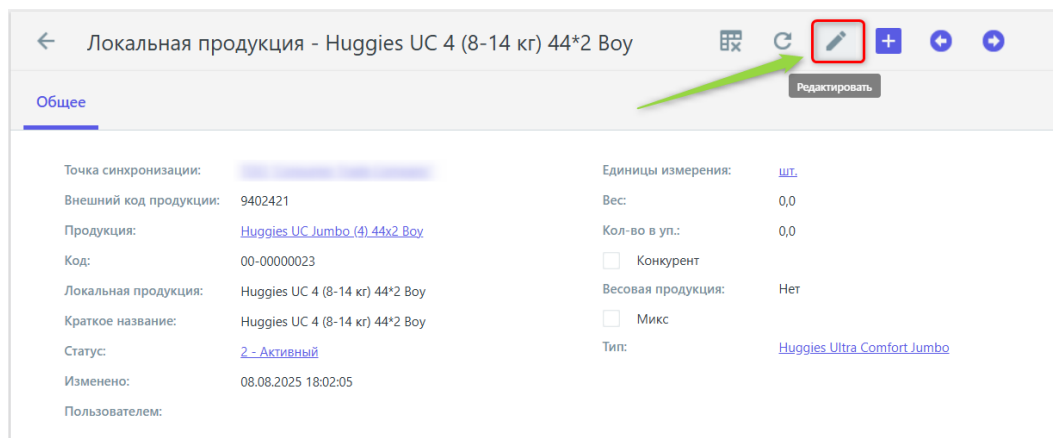 Локальная продукция - Huggies UC 4 (8-14 кг) 44*2 Boy
Редактировать
Общее
Точка синхронизации:
Внешний код продукции: 9402421
Продукция: Huggies UC Jumbo (4) 44x2 Boy
Код: 00-00000023
Локальная продукция: Huggies UC 4 (8-14 кг) 44*2 Boy
Краткое название: Huggies UC 4 (8-14 кг) 44*2 Boy
Статус: 2 - Активный
Изменено: 08.08.2025 18:02:05
Пользователем:
Единицы измерения: шт.
Вес: 0,0
Кол-во в уп.: 0,0
Конкурент
Весовая продукция: Нет
Микс
Тип: Huggies Ultra Comfort Jumbo